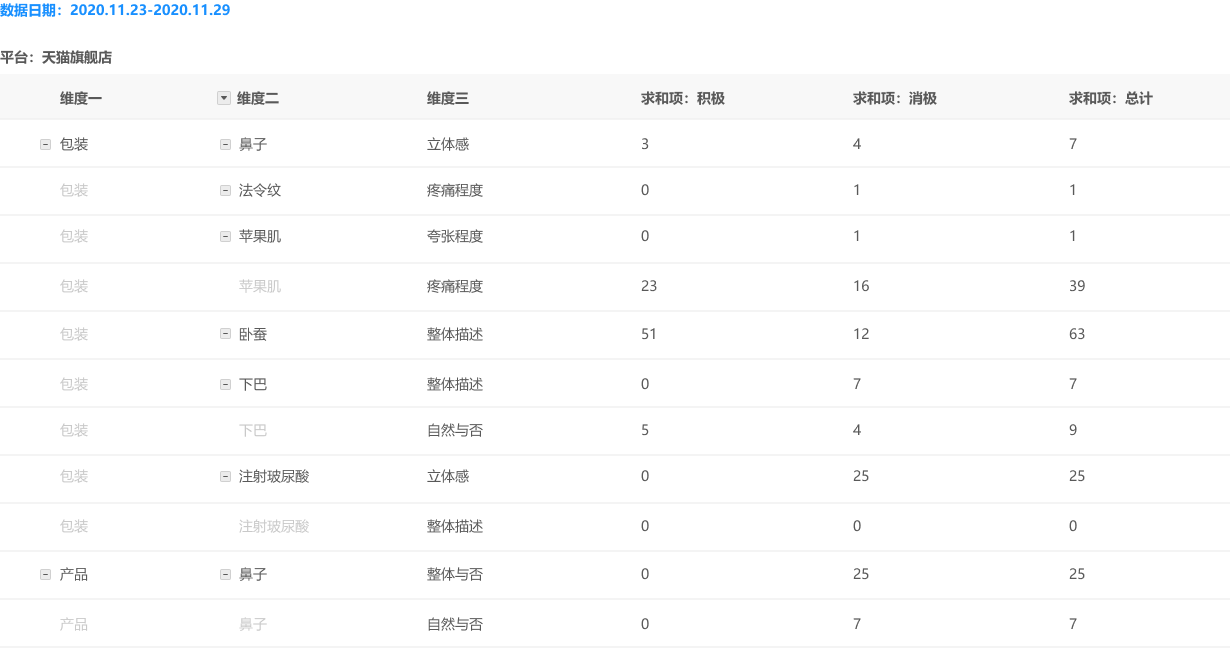 数据日期：2020.11.23-2020.11.29
平台：天猫旗舰店
维度一 维度二 维度三 求和项：积极 求和项：消极 求和项：总计
包装 鼻子 立体感 3 4 7
包装 法令纹 疼痛程度 0 1 1
包装 苹果肌 夸张程度 0 1 1
包装 苹果肌 疼痛程度 23 16 39
包装 卧蚕 整体描述 51 12 63
包装 下巴 整体描述 0 7 7
包装 下巴 自然与否 5 4 9
包装 注射玻尿酸 立体感 0 25 25
包装 注射玻尿酸 整体描述 0 0 0
产品 鼻子 整体与否 0 25 25
产品 鼻子 自然与否 0 7 7